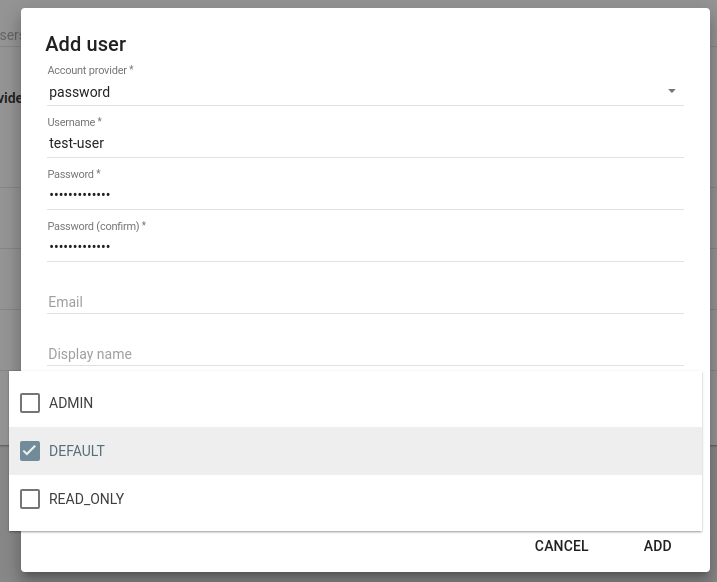 Add user
sers
Account provider *
password
vide
Username *
test-user
Password *
•••••••••••••
Password (confirm) *
•••••••••••••
Email
Display name
ADMIN
DEFAULT
READ_ONLY
CANCEL ADD